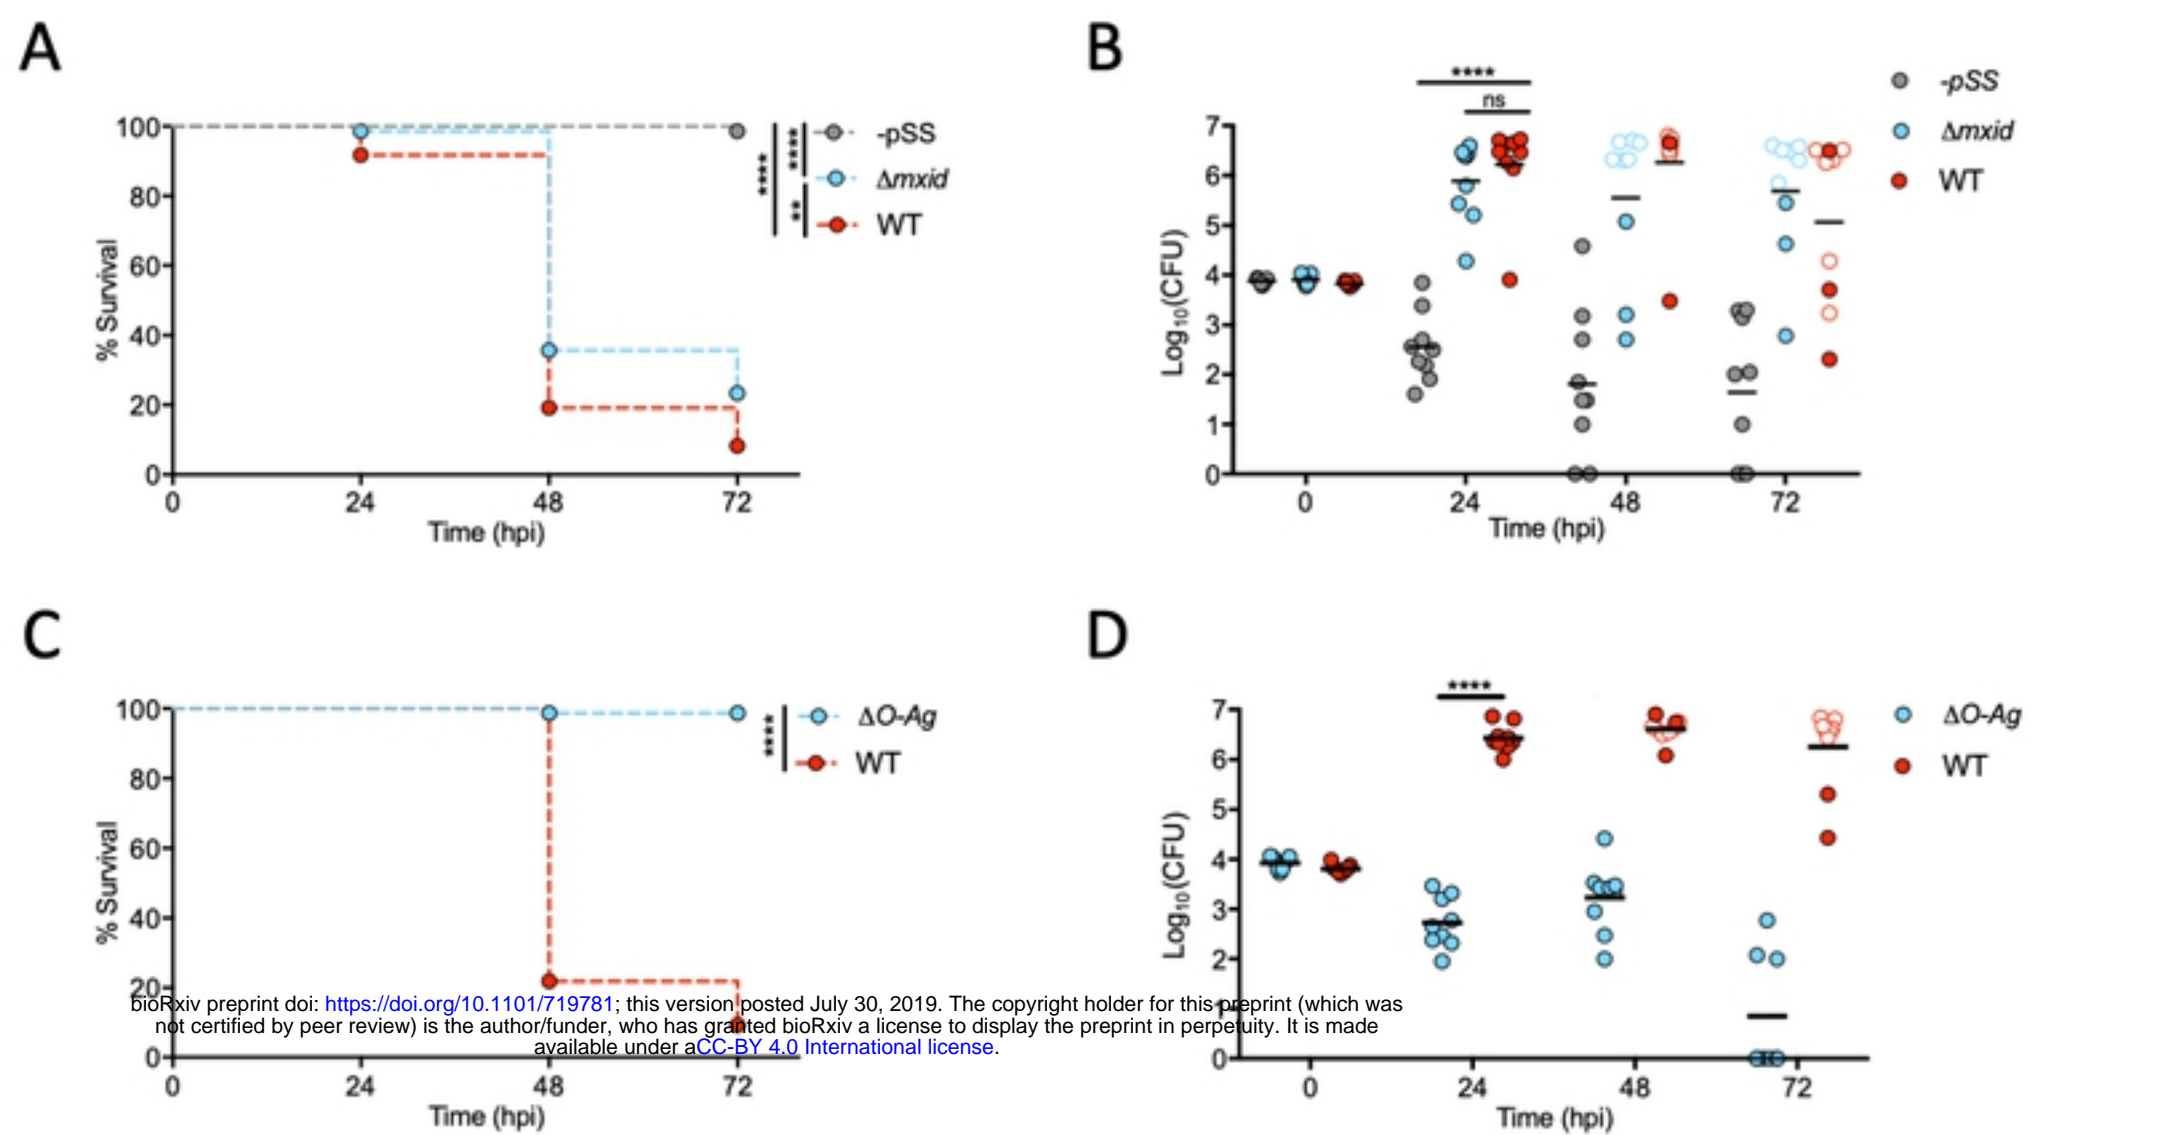 A
100
80
60
40
20
0
% Survival
0 24 48 72
Time (hpi)
****
****
**
-pSS
Δmxid
WT
B
****
ns
7
6
5
4
3
2
1
0
Log10(CFU)
0 24 48 72
Time (hpi)
-pSS
Δmxid
WT
C
100
80
60
40
20
0
% Survival
0 24 48 72
Time (hpi)
****
ΔO-Ag
WT
D
****
7
6
5
4
3
2
1
0
Log10(CFU)
0 24 48 72
Time (hpi)
ΔO-Ag
WT
bioRxiv preprint doi: https://doi.org/10.1101/719781; this version posted July 30, 2019. The copyright holder for this preprint (which was
not certified by peer review) is the author/funder, who has granted bioRxiv a license to display the preprint in perpetuity. It is made
available under aCC-BY 4.0 International license.